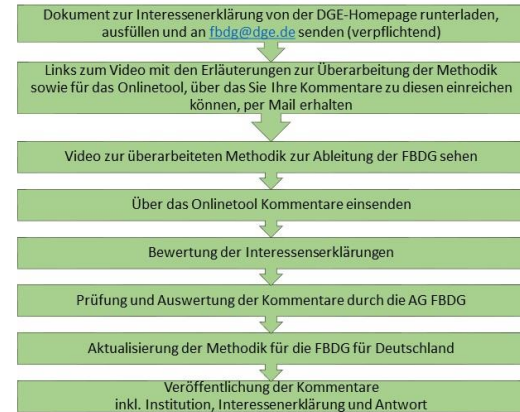 Dokument zur Interessenerklärung von der DGE-Homepage runterladen,
ausfüllen und an fbdg@dge.de senden (verpflichtend)
Links zum Video mit den Erläuterungen zur Überarbeitung der Methodik
sowie für das Onlinetool, über das Sie Ihre Kommentare zu diesen einreichen
können, per Mail erhalten
Video zur überarbeiteten Methodik zur Ableitung der FBDG sehen
Über das Onlinetool Kommentare einsenden
Bewertung der Interessenserklärungen
Prüfung und Auswertung der Kommentare durch die AG FBDG
Aktualisierung der Methodik für die FBDG für Deutschland
Veröffentlichung der Kommentare
inkl. Institution, Interessenerklärung und Antwort